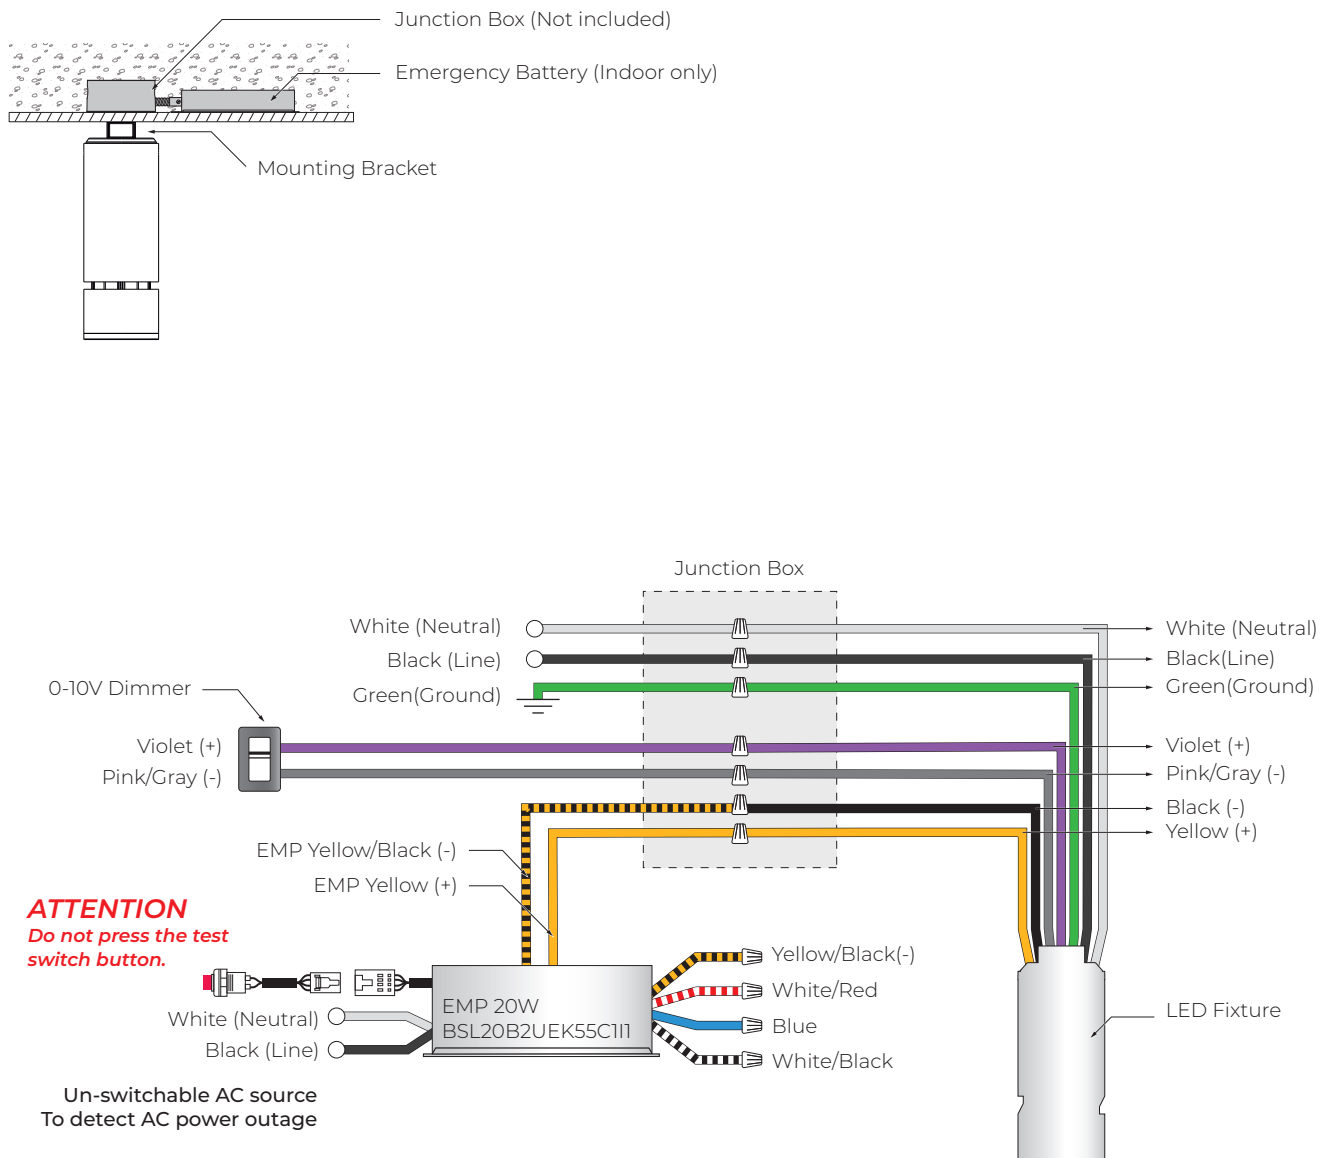 Junction Box (Not included)
Emergency Battery (Indoor only)
Mounting Bracket
Junction Box
White (Neutral)
White (Neutral)
Black (Line)
Black(Line)
Green(Ground)
Green(Ground)
0-10V Dimmer
Violet (+)
Violet (+)
Pink/Gray (-)
Pink/Gray (-)
Black (-)
Yellow (+)
EMP Yellow/Black (-)
EMP Yellow (+)
ATTENTION
Do not press the test
switch button.
Yellow/Black(-)
White/Red
Blue
White/Black
EMP 20W
BSL20B2UEK55C1I1
White (Neutral)
Black (Line)
LED Fixture
Un-switchable AC source
To detect AC power outage